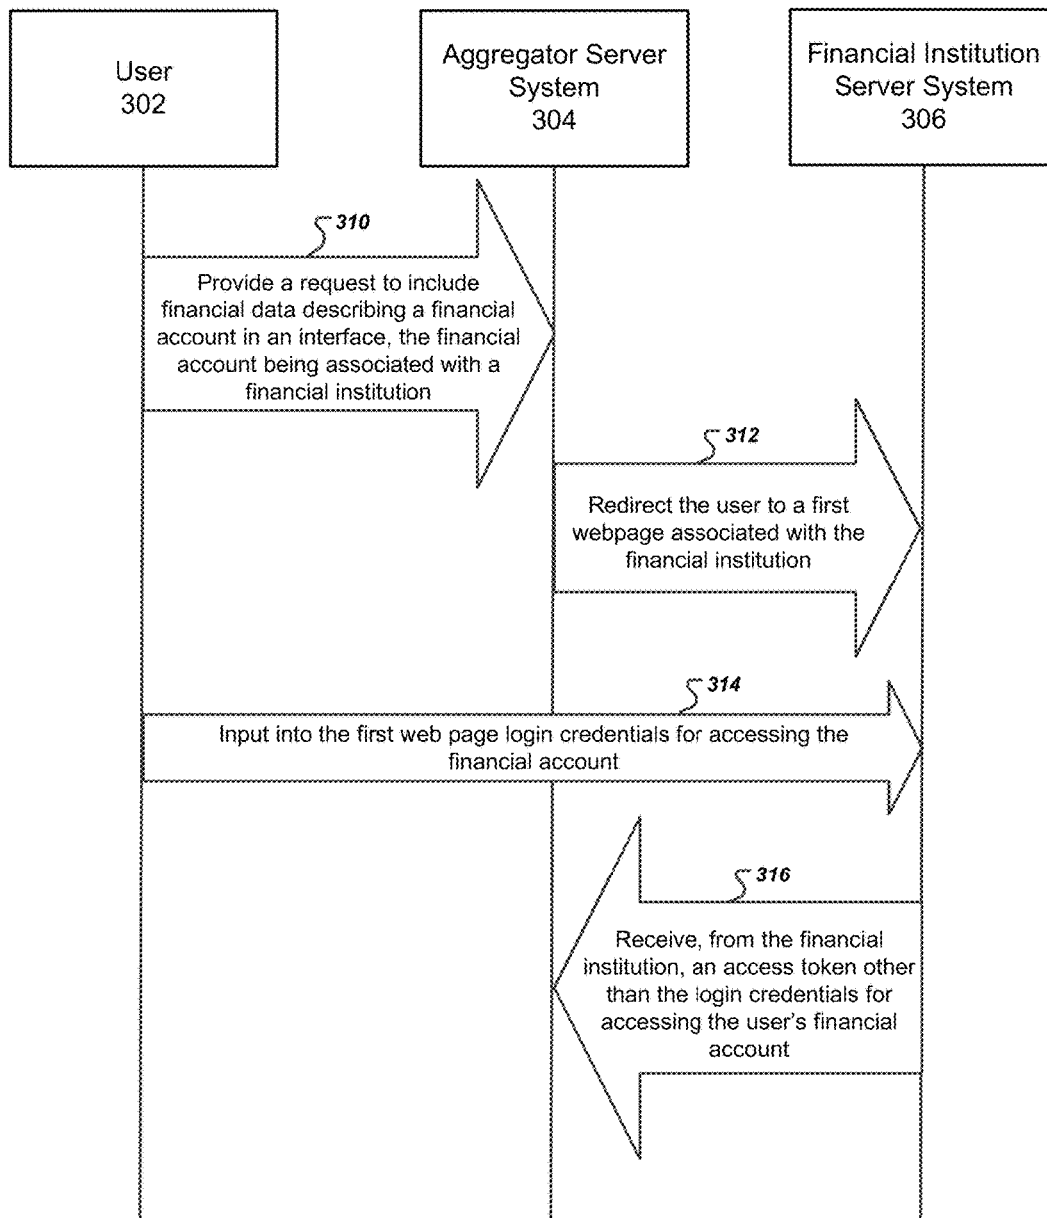 User
302
Aggregator Server
System
304
Financial Institution
Server System
306
310
Provide a request to include
financial data describing a financial
account in an interface, the financial
account being associated with a
financial institution
312
Redirect the user to a first
webpage associated with the
financial institution
314
Input into the first web page login credentials for accessing the
financial account
316
Receive, from the financial
institution, an access token other
than the login credentials for
accessing the user's financial
account